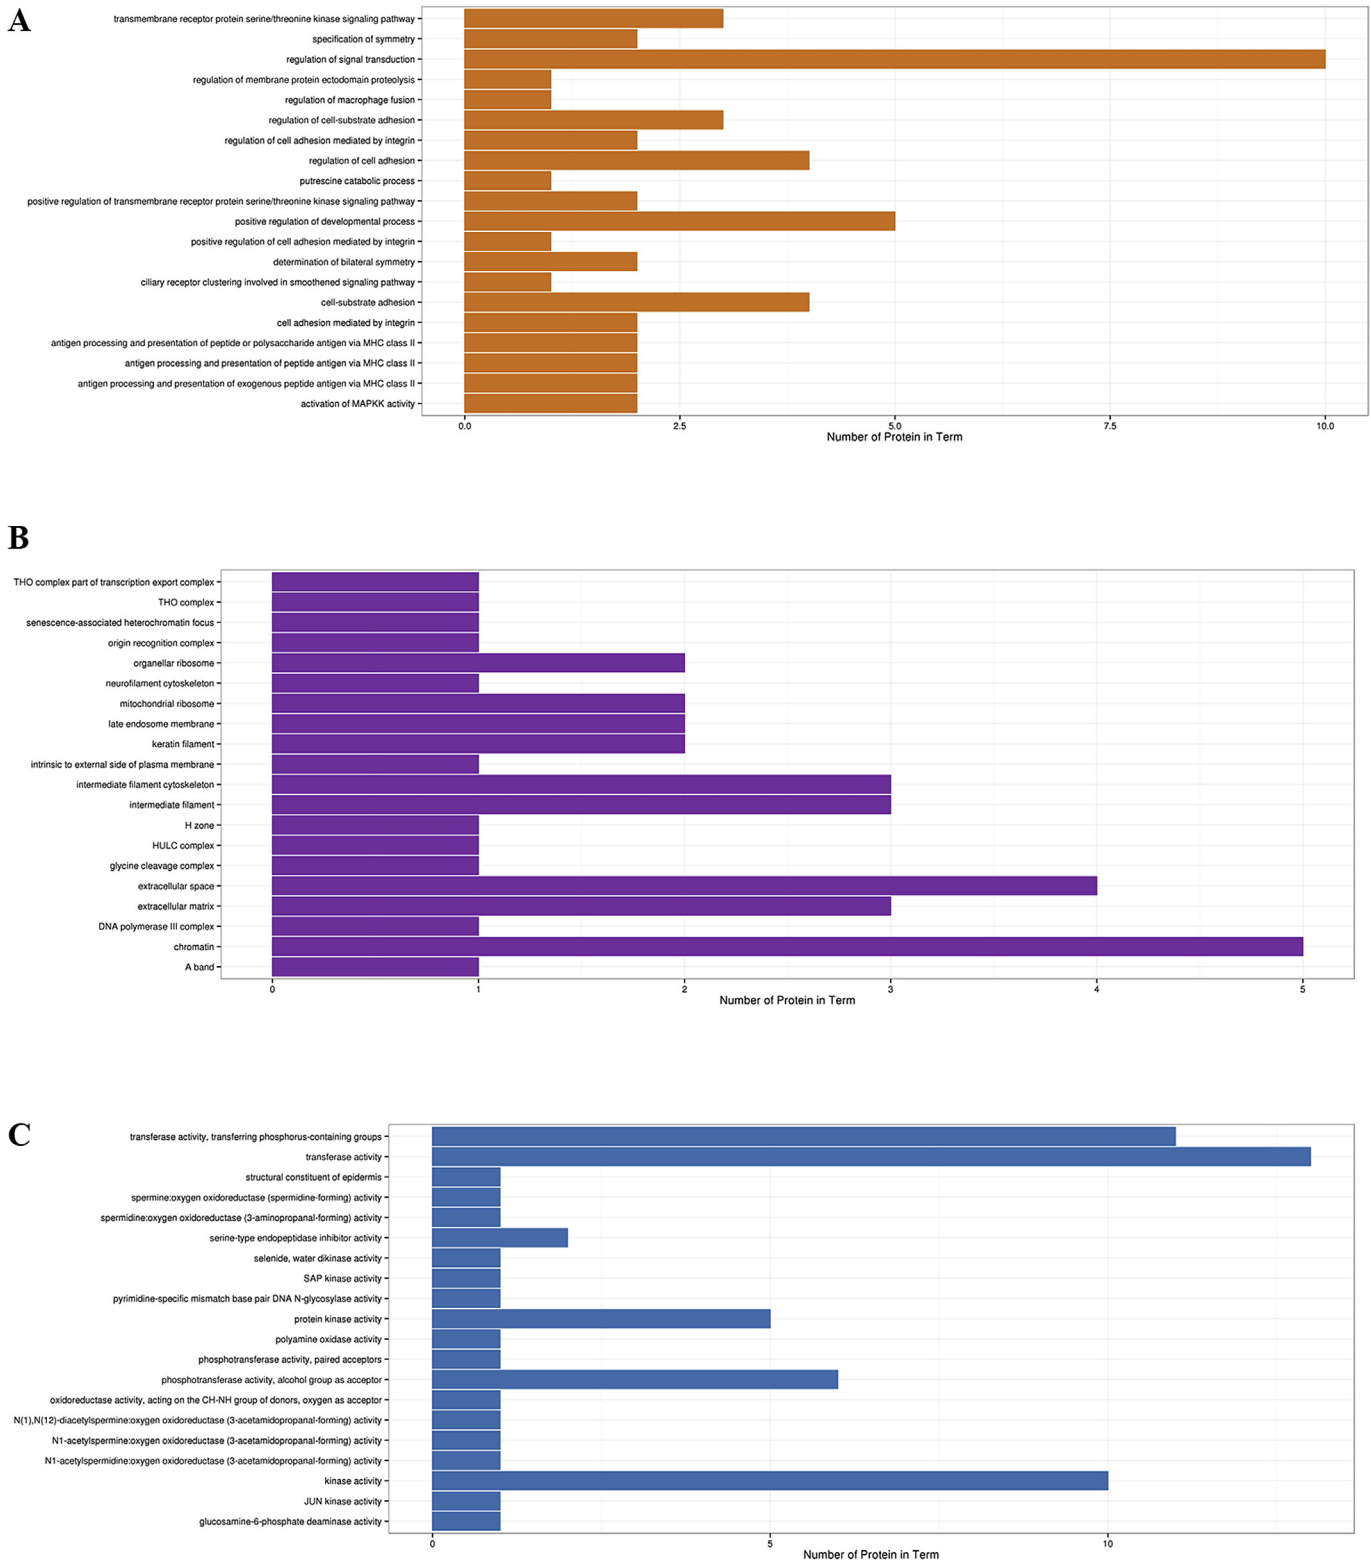 A
transmembrane receptor protein serine/threonine kinase signaling pathway
specification of symmetry
regulation of signal transduction
regulation of membrane protein ectodomain proteolysis
regulation of macrophage fusion
regulation of cell-substrate adhesion
regulation of cell adhesion mediated by integrin
regulation of cell adhesion
putrescine catabolic process
positive regulation of transmembrane receptor protein serine/threonine kinase signaling pathway
positive regulation of developmental process
positive regulation of cell adhesion mediated by integrin
determination of bilateral symmetry
ciliary receptor clustering involved in smoothened signaling pathway
cell-substrate adhesion
cell adhesion mediated by integrin
antigen processing and presentation of peptide or polysaccharide antigen via MHC class II
antigen processing and presentation of peptide antigen via MHC class II
antigen processing and presentation of exogenous peptide antigen via MHC class II
activation of MAPKK activity
0.0 2.5 5.0 7.5 10.0
Number of Protein in Term
B
THO complex part of transcription export complex
THO complex
senescence-associated heterochromatin focus
origin recognition complex
organellar ribosome
neurofilament cytoskeleton
mitochondrial ribosome
late endosome membrane
keratin filament
intrinsic to external side of plasma membrane
intermediate filament cytoskeleton
intermediate filament
H zone
HULC complex
glycine cleavage complex
extracellular space
extracellular matrix
DNA polymerase III complex
chromatin
A band
0 1 2 3 4 5
Number of Protein in Term
C
transferase activity, transferring phosphorus-containing groups
transferase activity
structural constituent of epidermis
spermine:oxygen oxidoreductase (spermidine-forming) activity
spermidine:oxygen oxidoreductase (3-aminopropanal-forming) activity
serine-type endopeptidase inhibitor activity
selenide, water dikinase activity
SAP kinase activity
pyrimidine-specific mismatch base pair DNA N-glycosylase activity
protein kinase activity
polyamine oxidase activity
phosphotransferase activity, paired acceptors
phosphotransferase activity, alcohol group as acceptor
oxidoreductase activity, acting on the CH-NH group of donors, oxygen as acceptor
N(1),N(12)-diacetylspermine:oxygen oxidoreductase (3-acetamidopropanal-forming) activity
N1-acetylspermine:oxygen oxidoreductase (3-acetamidopropanal-forming) activity
N1-acetylspermidine:oxygen oxidoreductase (3-acetamidopropanal-forming) activity
kinase activity
JUN kinase activity
glucosamine-6-phosphate deaminase activity
0 5 10
Number of Protein in Term